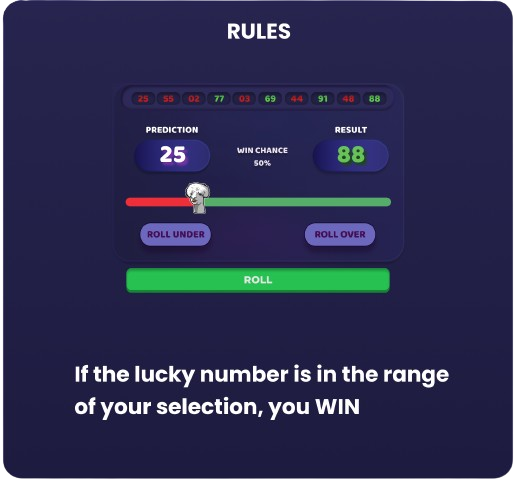 RULES
25 55 02 77 03 69 44 91 48 88
PREDICTION RESULT
25 WIN CHANCE 88
50%
ROLL UNDER ROLL OVER
ROLL
If the lucky number is in the range
of your selection, you WIN